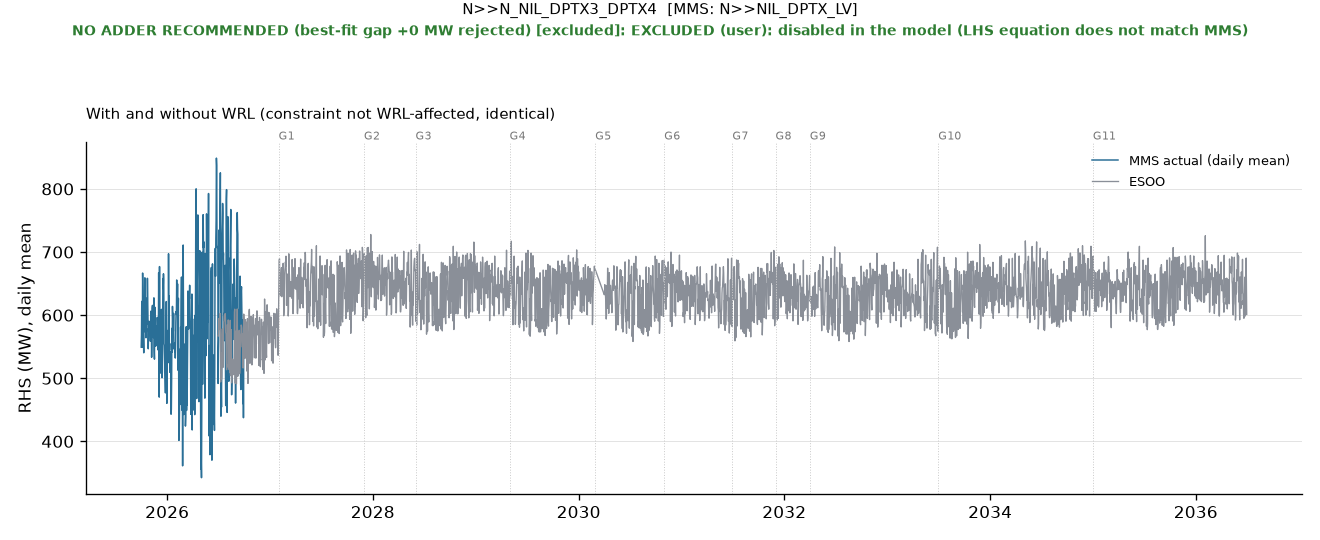 N>>N_NIL_DPTX3_DPTX4 [MMS: N>>NIL_DPTX_LV]
NO ADDER RECOMMENDED (best-fit gap +0 MW rejected) [excluded]: EXCLUDED (user): disabled in the model (LHS equation does not match MMS)
With and without WRL (constraint not WRL-affected, identical)
G1 G2 G3 G4 G5 G6 G7 G8 G9 G10 G11
MMS actual (daily mean)
ESOO
RHS (MW), daily mean
800
700
600
500
400
2026 2028 2030 2032 2034 2036